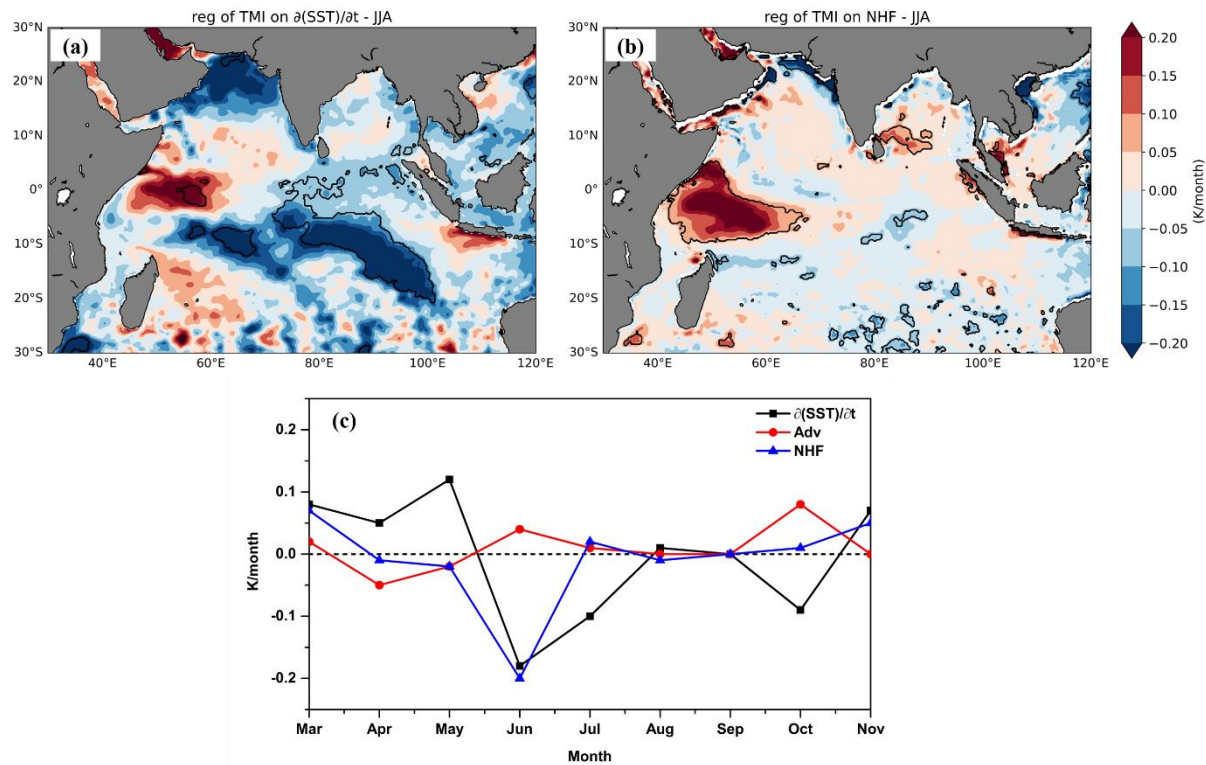 reg of TMI on ∂(SST)/∂t - JJA
(a)
30°N
20°N
10°N
0°
10°S
20°S
30°S
40°E
60°E
80°E
100°E
120°E
reg of TMI on NHF - JJA
(b)
30°N
20°N
10°N
0°
10°S
20°S
30°S
40°E
60°E
80°E
100°E
120°E
0.20
0.15
0.10
0.05
0.00
−0.05
−0.10
−0.15
−0.20
(K/month)
(c)
∂(SST)/∂t
Adv
NHF
0.2
0.1
0.0
-0.1
-0.2
K/month
Mar Apr May Jun Jul Aug Sep Oct Nov
Month